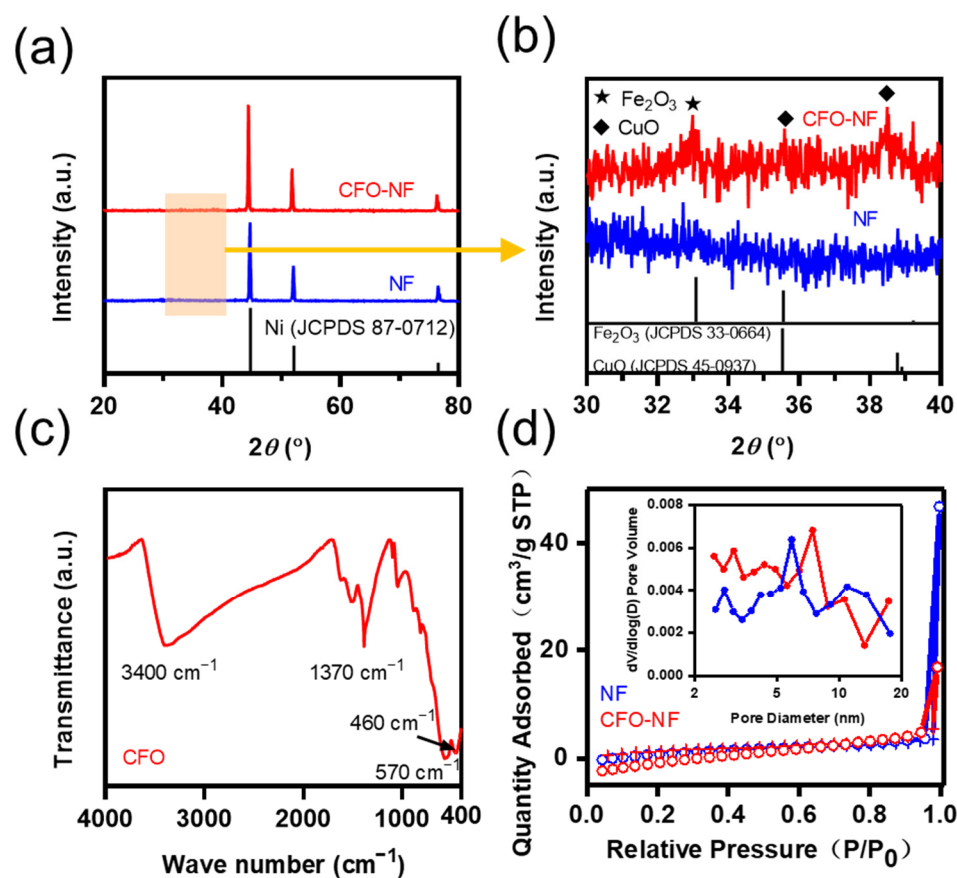 (a)
Intensity (a.u.)
CFO-NF
NF
Ni (JCPDS 87-0712)
20 40 60 80
2θ (°)
(b)
Intensity (a.u.)
★ Fe₂O₃ ★
◆ CuO ◆ ◆
CFO-NF
NF
Fe₂O₃ (JCPDS 33-0664)
CuO (JCPDS 45-0937)
30 32 34 36 38 40
2θ (°)
(c)
Transmittance (a.u.)
3400 cm⁻¹
1370 cm⁻¹
460 cm⁻¹
570 cm⁻¹
CFO
4000 3000 2000 1000 400
Wave number (cm⁻¹)
(d)
Quantity Adsorbed (cm³/g STP)
40
20
0
NF
CFO-NF
dV/dlog(D) Pore Volume
0.008
0.006
0.004
0.002
0.000
2 5 10 20
Pore Diameter (nm)
0.0 0.2 0.4 0.6 0.8 1.0
Relative Pressure (P/P₀)